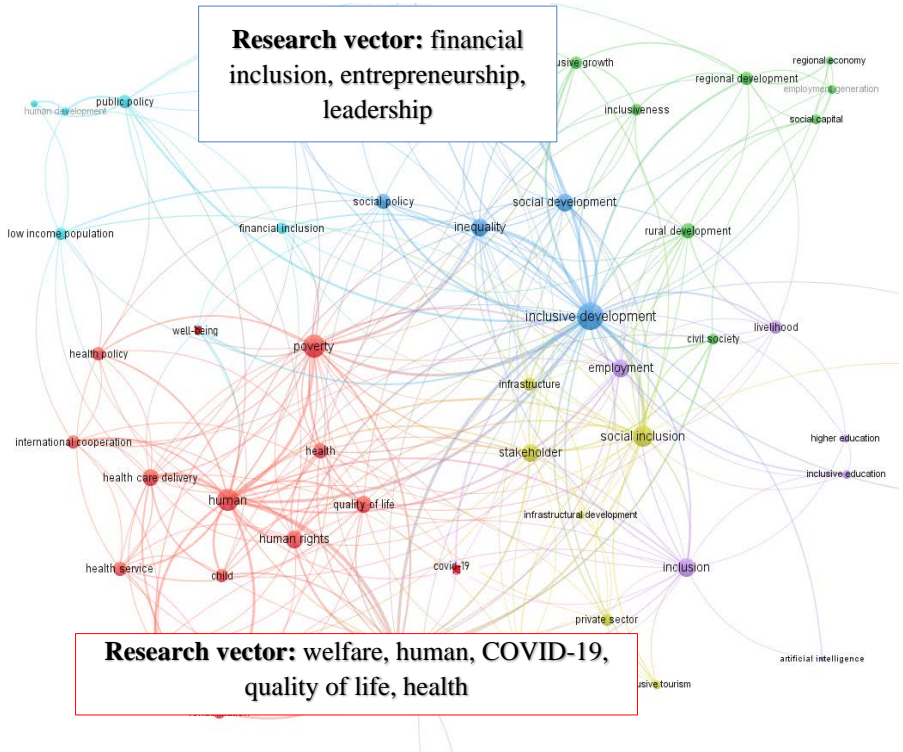 Research vector: financial
inclusion, entrepreneurship,
leadership
usive growth
regional economy
regional development
employment generation
public policy
human development
inclusiveness
social capital
social policy
social development
low income population
financial inclusion
inequality
rural development
inclusive development
well-being
livelihood
poverty
civil society
health policy
employment
infrastructure
international cooperation
social inclusion
higher education
health
stakeholder
health care delivery
inclusive education
human
quality of life
infrastructural development
human rights
health service
child
covid-19
inclusion
private sector
Research vector: welfare, human, COVID-19,
quality of life, health
artificial intelligence
usive tourism